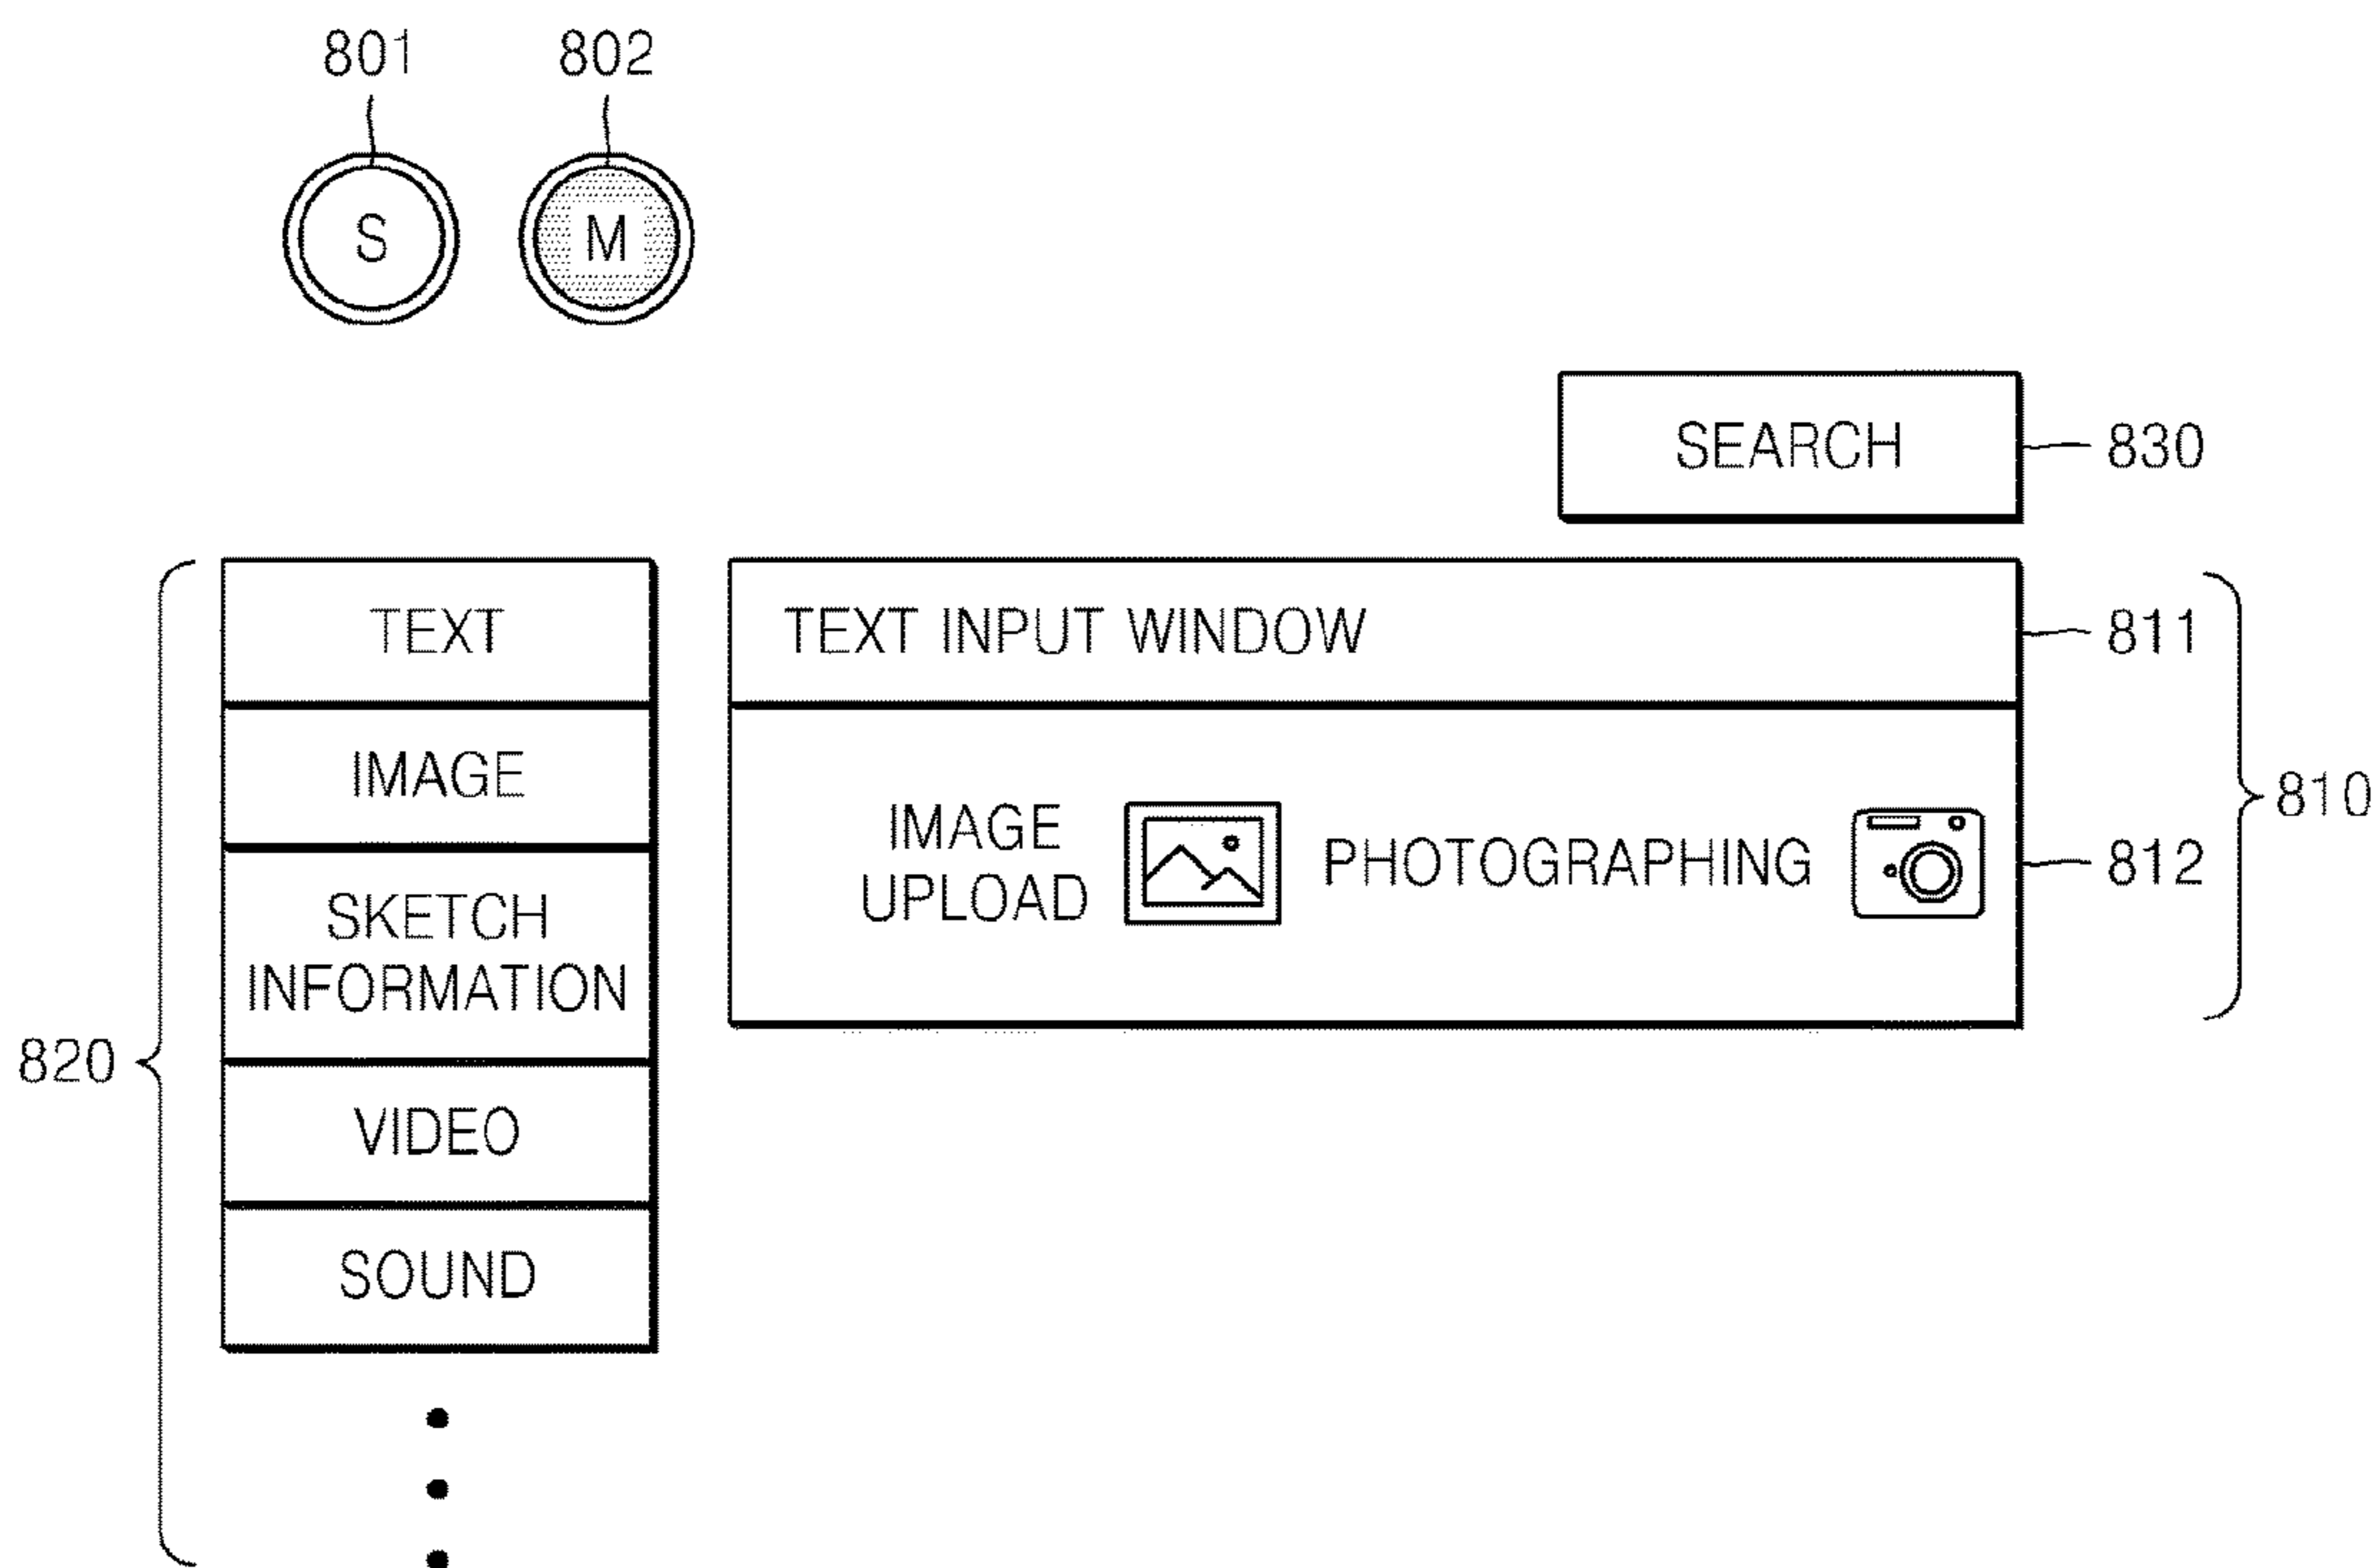 801 802
S M
SEARCH 830
TEXT
IMAGE
SKETCH
INFORMATION
VIDEO
SOUND
820
TEXT INPUT WINDOW 811
IMAGE
UPLOAD
PHOTOGRAPHING
812
810